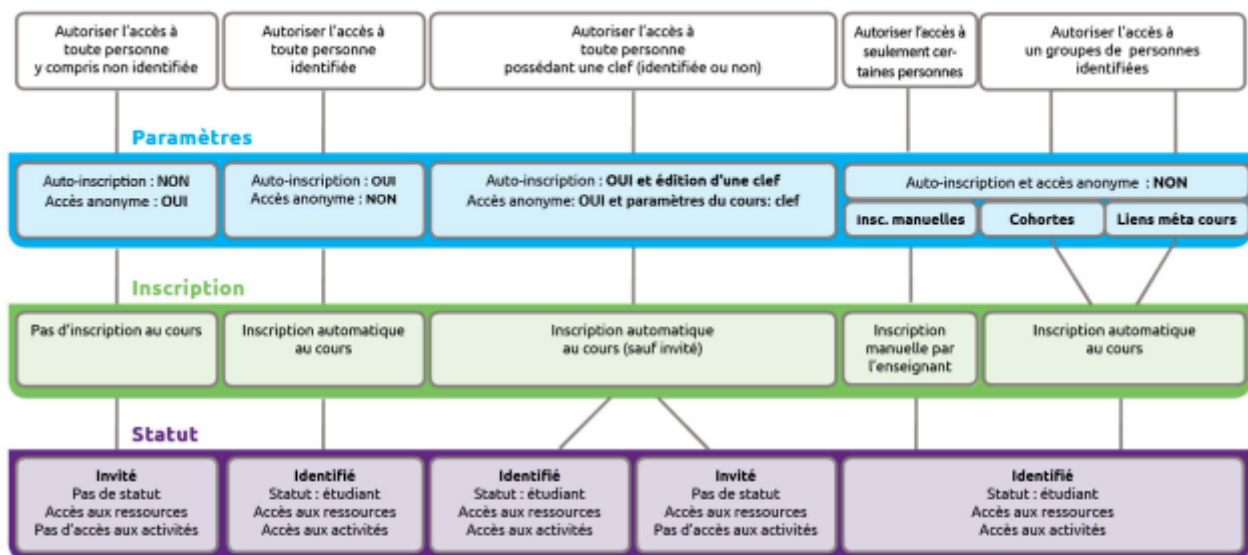 Autoriser l'accès à
toute personne
y compris non identifiée
Autoriser l'accès à
toute personne
identifiée
Autoriser l'accès à
toute personne
possédant une clef (identifiée ou non)
Autoriser l'accès à
seulement cer-
taines personnes
Autoriser l'accès à
un groupes de personnes
identifiées
Paramètres
Auto-inscription : NON
Accès anonyme : OUI
Auto-inscription : OUI
Accès anonyme : NON
Auto-inscription : OUI et édition d'une clef
Accès anonyme: OUI et paramètres du cours: clef
Auto-inscription et accès anonyme : NON
Insc. manuelles
Cohortes
Liens méta cours
Inscription
Pas d'inscription au cours
Inscription automatique
au cours
Inscription automatique
au cours (sauf invité)
Inscription
manuelle par
l'enseignant
Inscription automatique
au cours
Statut
Invité
Pas de statut
Accès aux ressources
Pas d'accès aux activités
Identifié
Statut : étudiant
Accès aux ressources
Accès aux activités
Identifié
Statut : étudiant
Accès aux ressources
Accès aux activités
Invité
Pas de statut
Accès aux ressources
Pas d'accès aux activités
Identifié
Statut : étudiant
Accès aux ressources
Accès aux activités